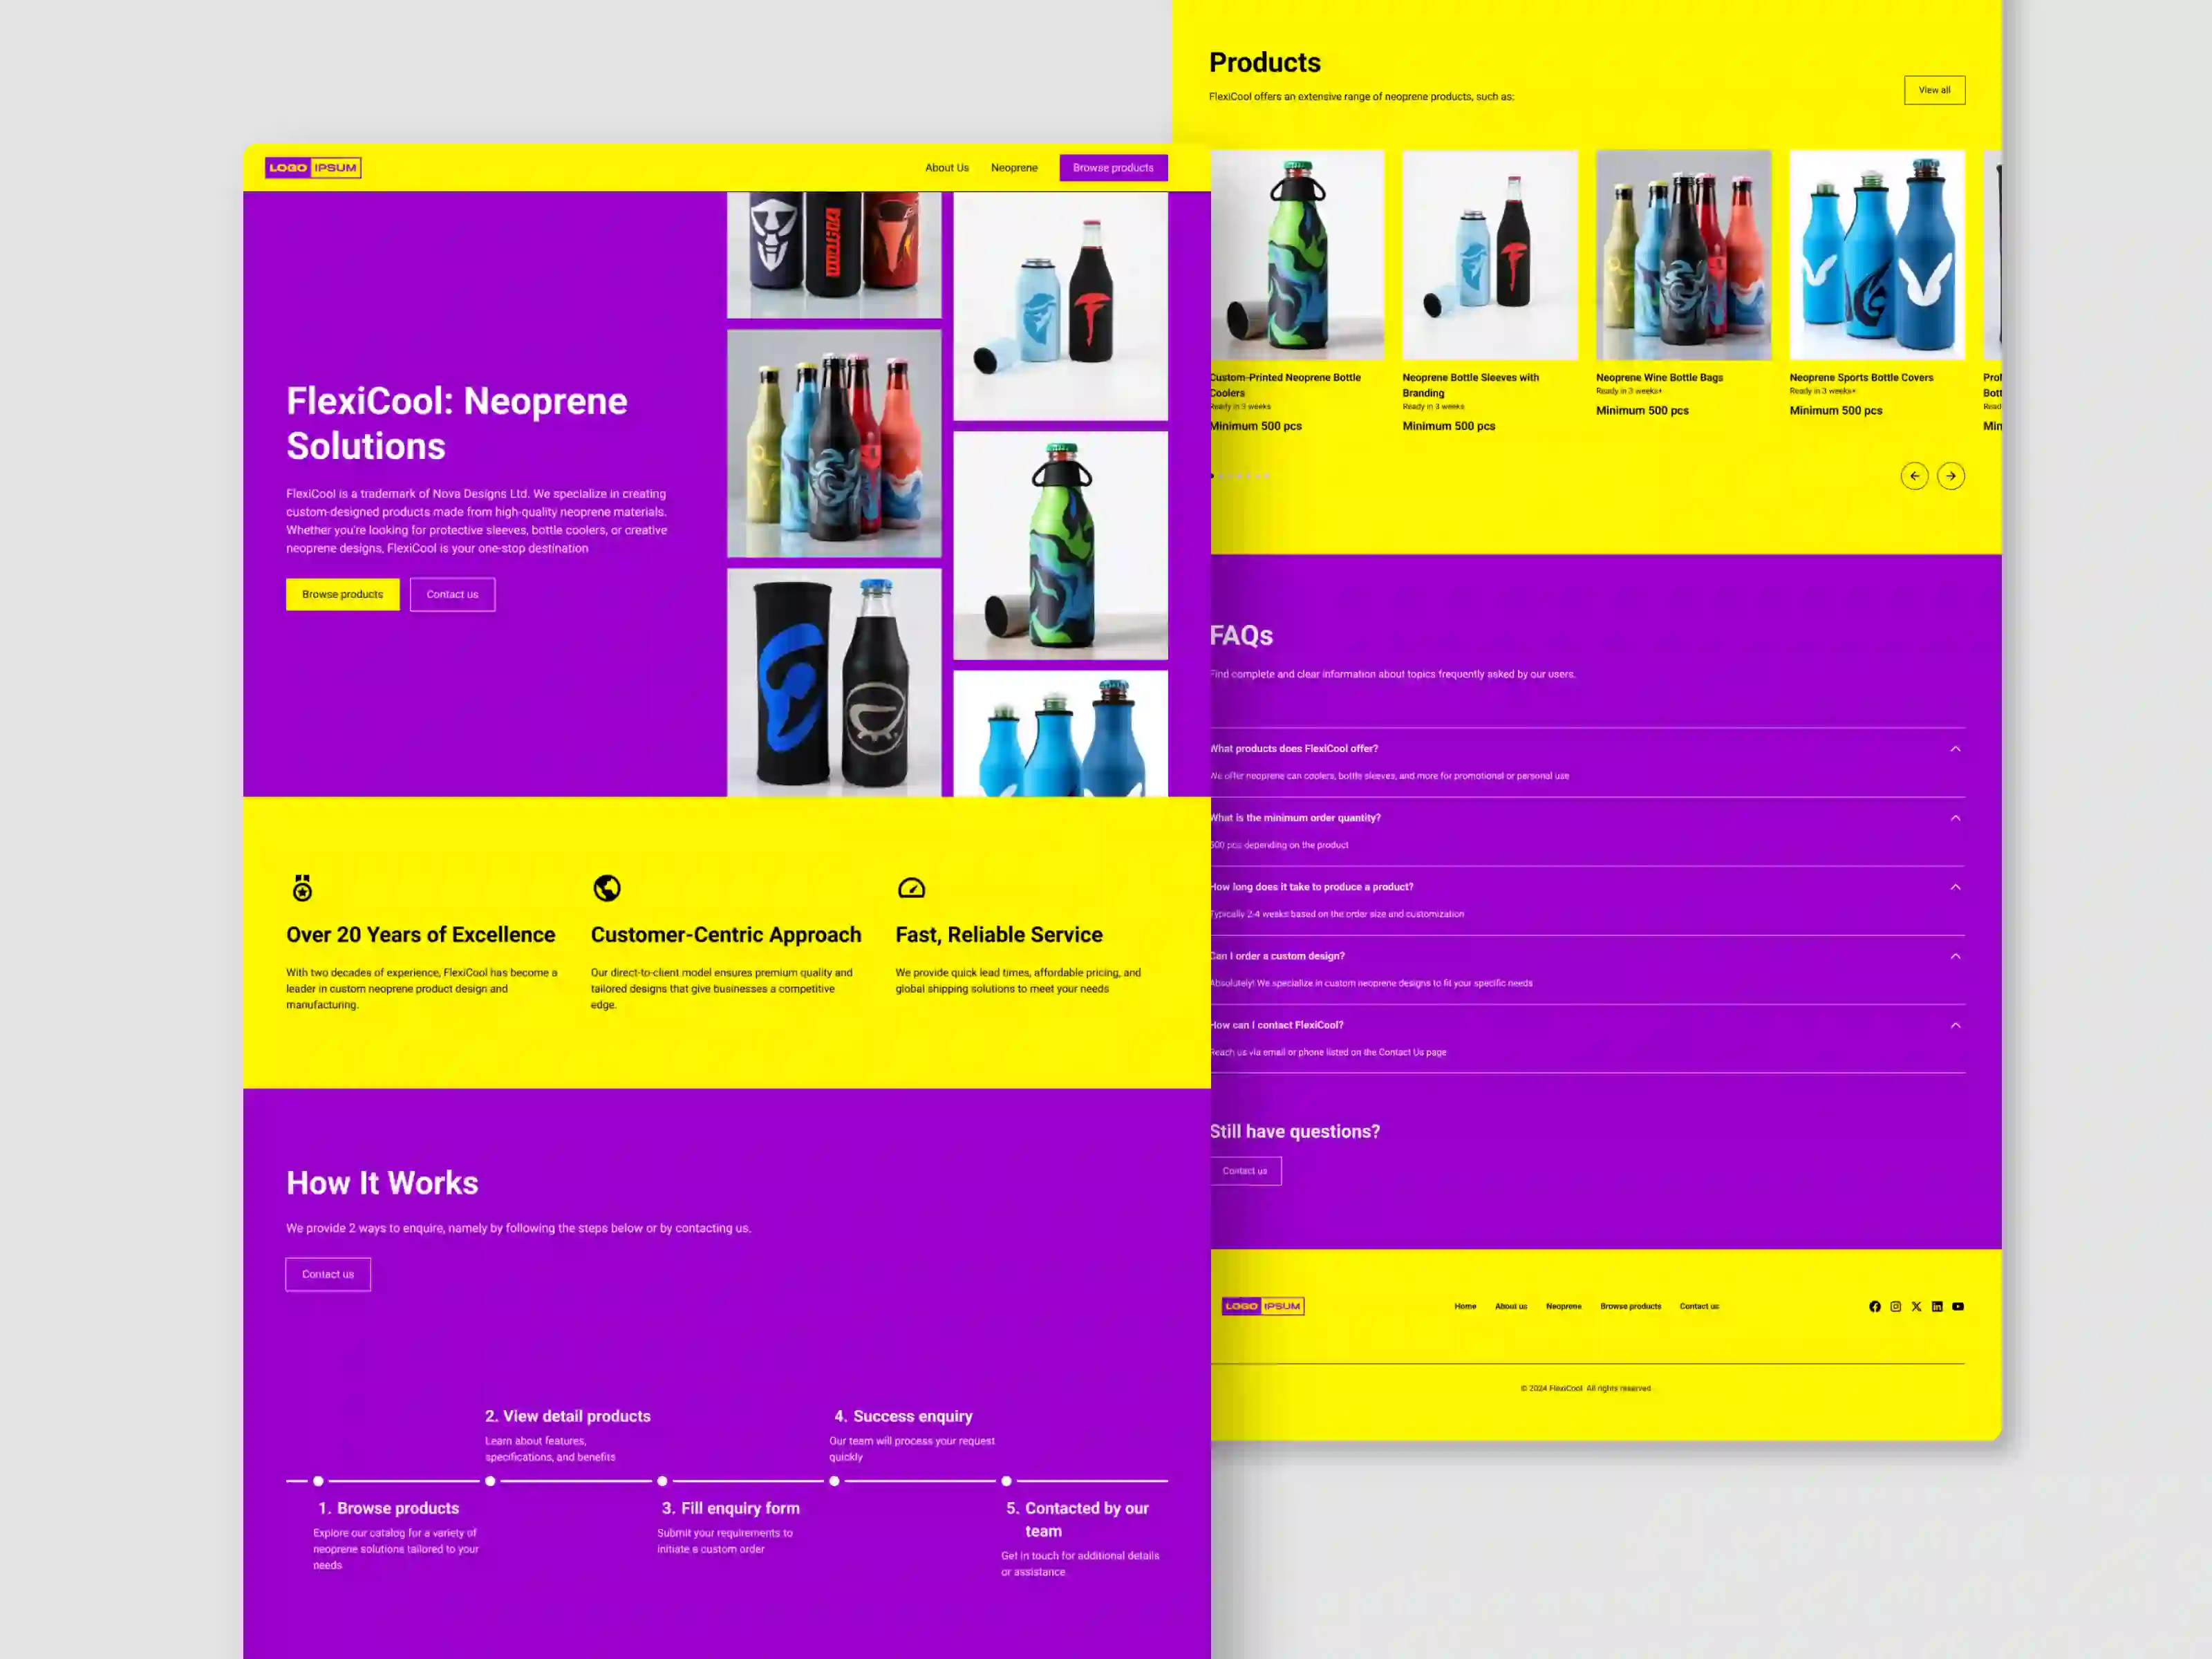 LOGO IPSUM
About Us
Neoprene
Browse products
FlexiCool: Neoprene
Solutions
FlexiCool is a trademark of Nova Designs Ltd. We specialize in creating
custom-designed products made from high-quality neoprene materials.
Whether you're looking for protective sleeves, bottle coolers, or creative
neoprene designs, FlexiCool is your one-stop destination
Browse products
Contact us
Over 20 Years of Excellence
With two decades of experience, FlexiCool has become a
leader in custom neoprene product design and
manufacturing.
Customer-Centric Approach
Our direct-to-client model ensures premium quality and
tailored designs that give businesses a competitive
edge.
Fast, Reliable Service
We provide quick lead times, affordable pricing, and
global shipping solutions to meet your needs
How It Works
We provide 2 ways to enquire, namely by following the steps below or by contacting us.
Contact us
1. Browse products
Explore our catalog for a variety of
neoprene solutions tailored to your
needs
2. View detail products
Learn about features,
specifications, and benefits
3. Fill enquiry form
Submit your requirements to
initiate a custom order
4. Success enquiry
Our team will process your request
quickly
5. Contacted by our
team
Get in touch for additional details
or assistance
Products
FlexiCool offers an extensive range of neoprene products, such as:
View all
Custom-Printed Neoprene Bottle
Coolers
Ready in 3 weeks
Minimum 500 pcs
Neoprene Bottle Sleeves with
Branding
Ready in 3 weeks
Minimum 500 pcs
Neoprene Wine Bottle Bags
Ready in 3 weeks+
Minimum 500 pcs
Neoprene Sports Bottle Covers
Ready in 3 weeks+
Minimum 500 pcs
FAQs
Find complete and clear information about topics frequently asked by our users.
What products does FlexiCool offer?
We offer neoprene can coolers, bottle sleeves, and more for promotional or personal use
What is the minimum order quantity?
500 pcs depending on the product
How long does it take to produce a product?
Typically 2-4 weeks based on the order size and customization
Can I order a custom design?
Absolutely! We specialize in custom neoprene designs to fit your specific needs
How can I contact FlexiCool?
Reach us via email or phone listed on the Contact Us page
Still have questions?
Contact us
LOGO IPSUM
Home
About us
Neoprene
Browse products
Contact us
© 2024 FlexiCool All rights reserved